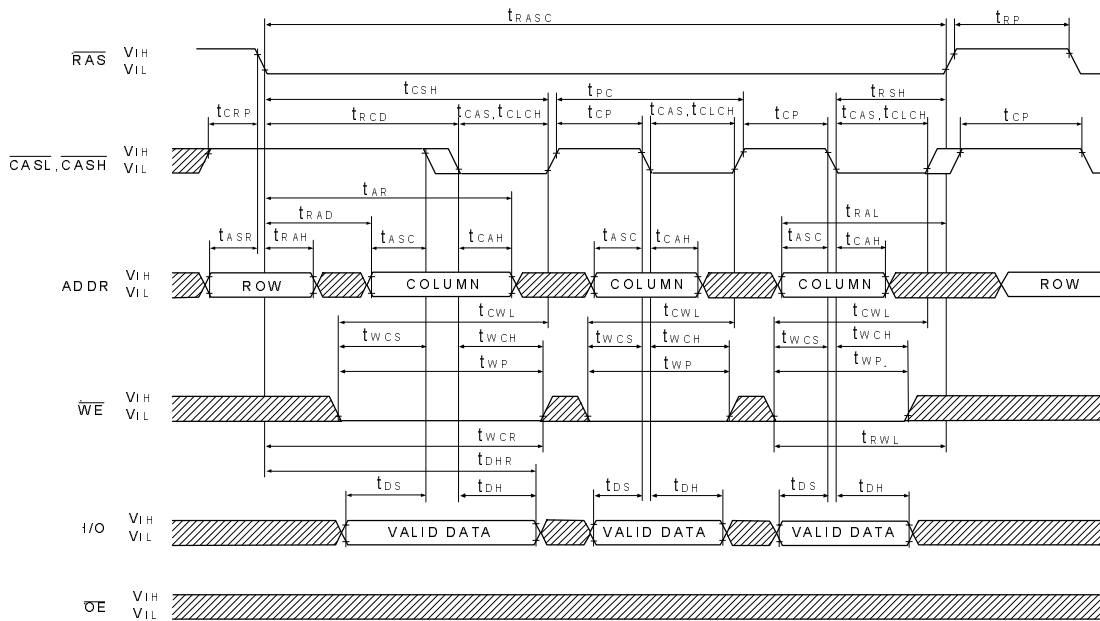 tRASC tRP
RAS VIH
VIL
tCSH tPC tRSH
tCRP tRCD tCAS,tCLCH tCP tCAS,tCLCH tCP tCAS,tCLCH tCP
CASL,CASH VIH
VIL
tAR
tRAD tRAL
tASR tRAH tASC tCAH tASC tCAH tASC tCAH
ADDR VIH
VIL
ROW COLUMN COLUMN COLUMN ROW
tCWL tCWL tCWL
tWCS tWCH tWCS tWCH tWCS tWCH
tWP tWP tWP.
WE VIH
VIL
tWCR tRWL
tDHR
tDS tDH tDS tDH tDS tDH
I/O VIH
VIL
VALID DATA VALID DATA VALID DATA
OE VIH
VIL